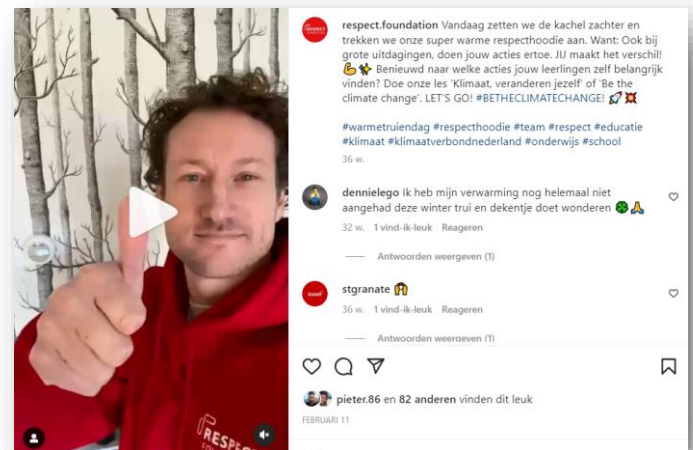 RESPEC
respect.foundation Vandaag zetten we de kachel zachter en
trekken we onze super warme respecthoodie aan. Want: Ook bij
grote uitdagingen, doen jouw acties ertoe. JIJ maakt het verschil!
💪✨ Benieuwd naar welke acties jouw leerlingen zelf belangrijk
vinden? Doe onze les 'Klimaat, veranderen jezelf' of 'Be the
climate change'. LET'S GO! #BETHECLIMATECHANGE! 🚀💥
#warmetruiendag #respecthoodie #team #respect #educatie
#klimaat #klimaatverbondnederland #onderwijs #school
36 w.
dennielego Ik heb mijn verwarming nog helemaal niet
aangehad deze winter trui en dekentje doet wonderen 🍀🙏
32 w. 1 vind-ik-leuk Reageren
Antwoorden weergeven (1)
stgranate 🙌
36 w. 1 vind-ik-leuk Reageren
Antwoorden weergeven (1)
pieter.86 en 82 anderen vinden dit leuk
FEBRUARI 11